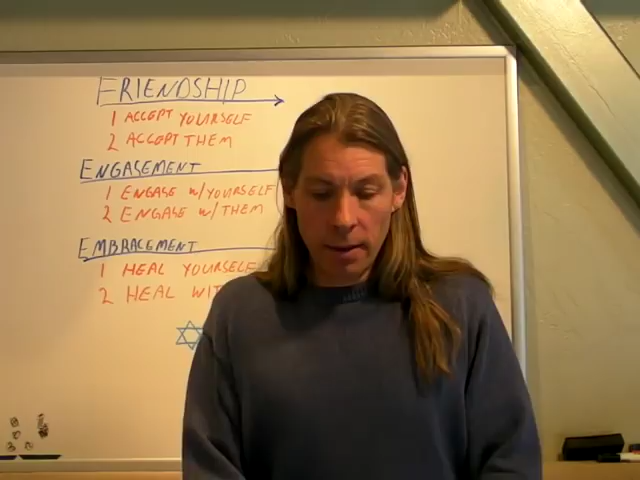 FRIENDSHIP
1 ACCEPT YOURSELF
2 ACCEPT THEM
ENGAGEMENT
1 ENGAGE W/YOURSELF
2 ENGAGE W/ THEM
EMBRACEMENT
1 HEAL YOURSELF
2 HEAL WIT